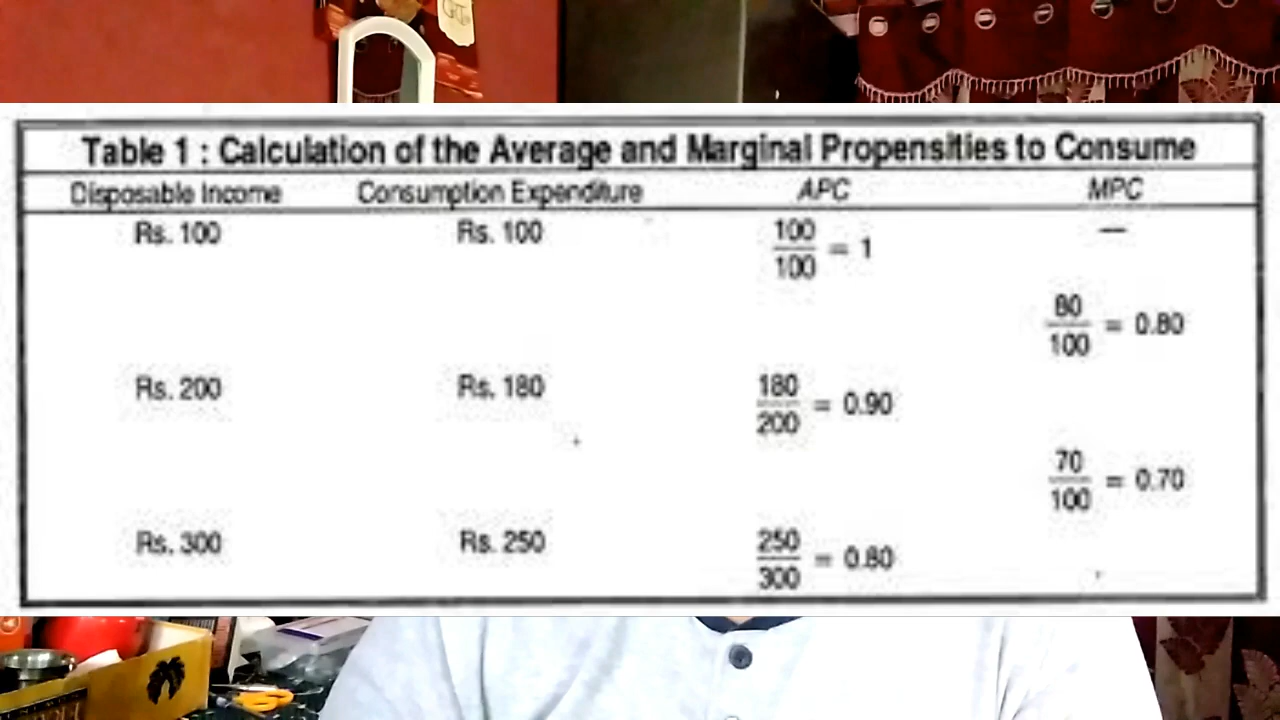 Table 1 : Calculation of the Average and Marginal Propensities to Consume
Disposable Income Consumption Expenditure APC MPC
Rs. 100 Rs. 100 100/100 = 1 —
80/100 = 0.80
Rs. 200 Rs. 180 180/200 = 0.90
70/100 = 0.70
Rs. 300 Rs. 250 250/300 = 0.80